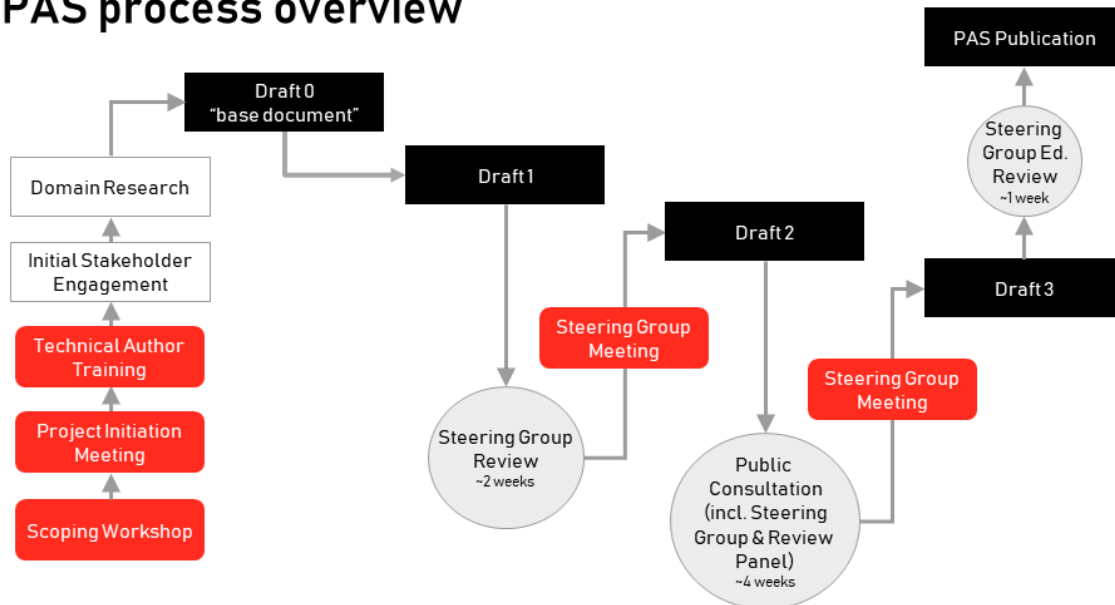 PAS process overview
PAS Publication
Draft 0
“base document”
Steering
Group Ed.
Review
~1 week
Domain Research
Draft 1
Draft 2
Initial Stakeholder
Engagement
Draft 3
Technical Author
Training
Steering Group
Meeting
Steering Group
Meeting
Project Initiation
Meeting
Steering Group
Review
~2 weeks
Public
Consultation
(incl. Steering
Group & Review
Panel)
~4 weeks
Scoping Workshop